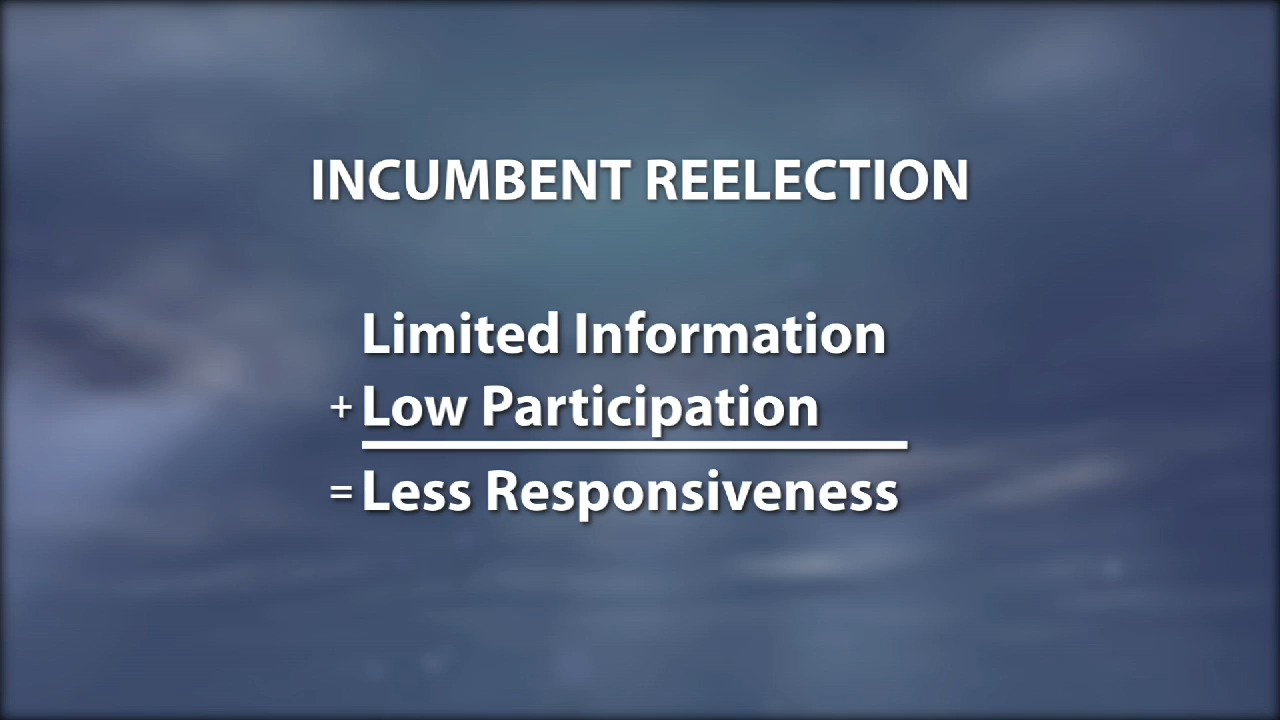 INCUMBENT REELECTION
Limited Information
+ Low Participation
= Less Responsiveness